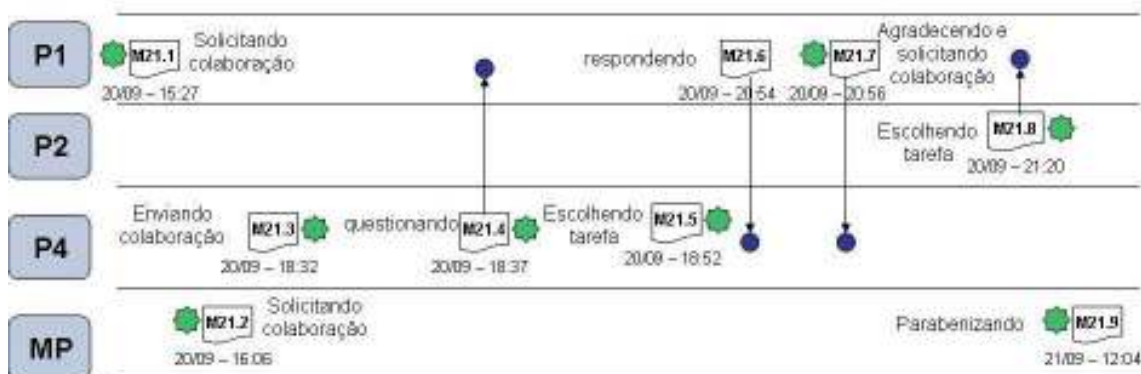 P1
M21.1
Solicitando
colaboração
20/09 – 15:27
respondendo
M21.6
20/09 – 20:54
M21.7
Agradecendo e
solicitando
colaboração
20/09 – 20:56
P2
Escolhendo
tarefa
M21.8
20/09 – 21:20
P4
Enviando
colaboração
M21.3
20/09 – 18:32
questionando
M21.4
20/09 – 18:37
Escolhendo
tarefa
M21.5
20/09 – 18:52
MP
M21.2
Solicitando
colaboração
20/09 – 16:06
Parabenizando
M21.9
21/09 – 12:04